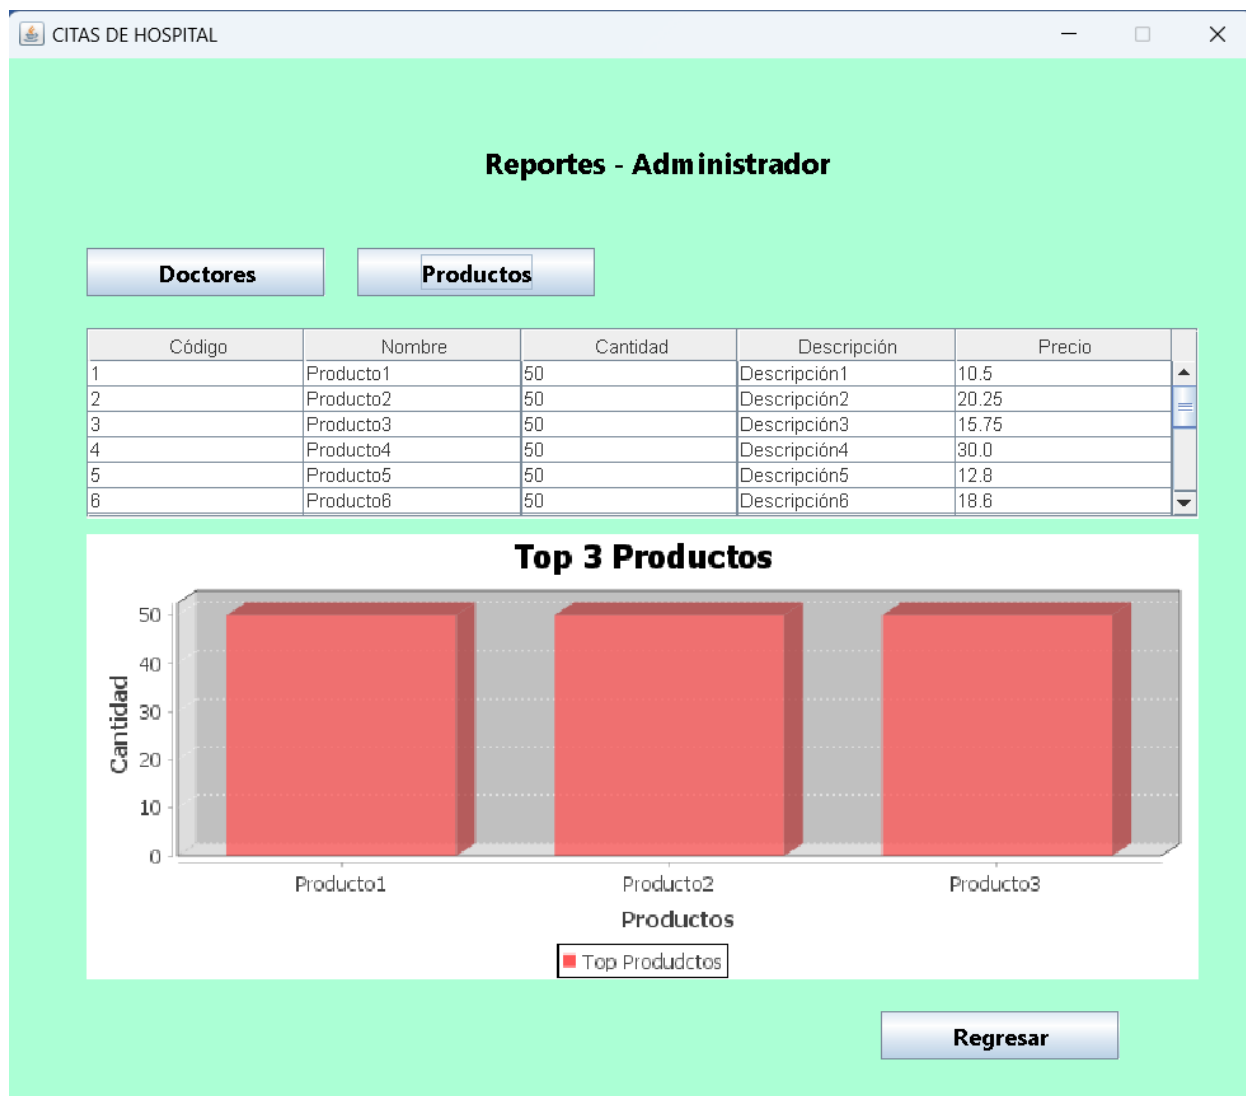 CITAS DE HOSPITAL
Reportes - Administrador
Doctores Productos
Código Nombre Cantidad Descripción Precio
1 Producto1 50 Descripción1 10.5
2 Producto2 50 Descripción2 20.25
3 Producto3 50 Descripción3 15.75
4 Producto4 50 Descripción4 30.0
5 Producto5 50 Descripción5 12.8
6 Producto6 50 Descripción6 18.6
Top 3 Productos
50
40
30
20
10
0
Cantidad
Producto1 Producto2 Producto3
Productos
Top Produdctos
Regresar